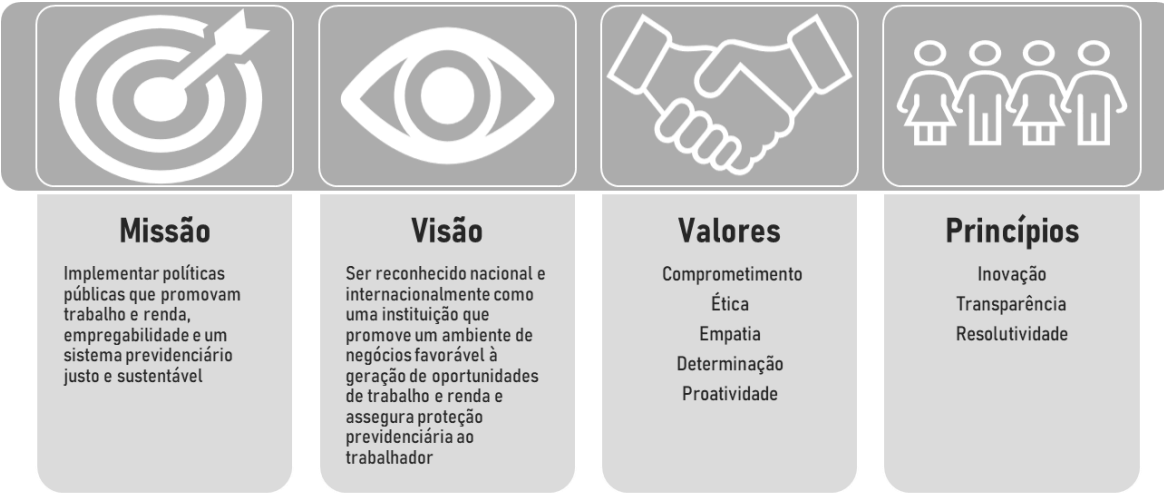 Missão
Implementar políticas
públicas que promovam
trabalho e renda,
empregabilidade e um
sistema previdenciário
justo e sustentável
Visão
Ser reconhecido nacional e
internacionalmente como
uma instituição que
promove um ambiente de
negócios favorável à
geração de oportunidades
de trabalho e renda e
assegura proteção
previdenciária ao
trabalhador
Valores
Comprometimento
Ética
Empatia
Determinação
Proatividade
Princípios
Inovação
Transparência
Resolutividade